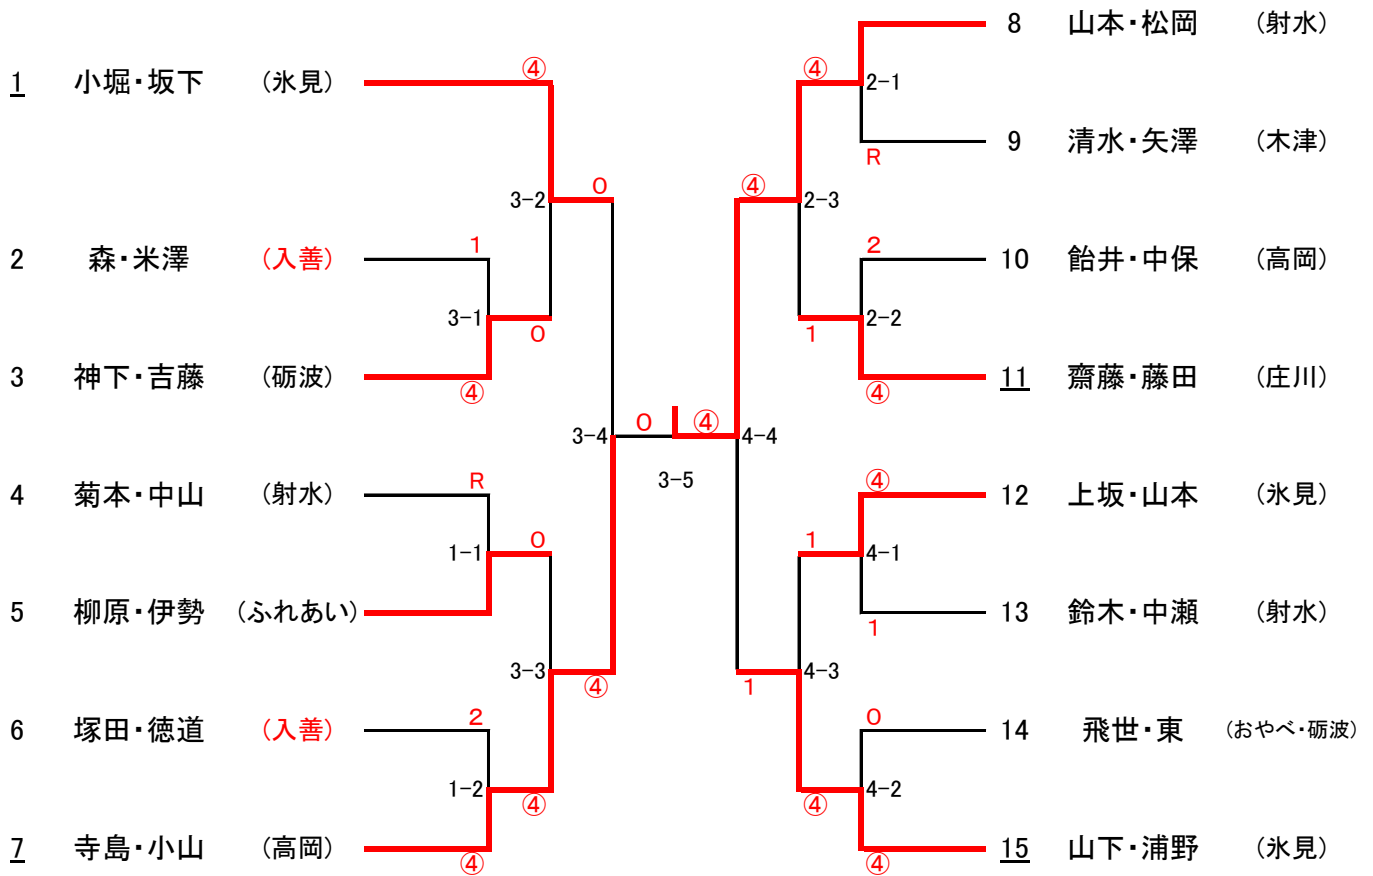 8 山本・松岡 (射水)
④ ④
1 小堀・坂下 (氷見) 2-1
9 清水・矢澤 (木津)
R
0 ④
3-2 2-3
1 2
2 森・米澤 (入善) 10 飴井・中保 (高岡)
3-1 2-2
0 1
3 神下・吉藤 (砺波) 11 齋藤・藤田 (庄川)
④ ④
0 ④
3-4 4-4
3-5
R ④
4 菊本・中山 (射水) 12 上坂・山本 (氷見)
0 1
1-1 4-1
5 柳原・伊勢 (ふれあい) 13 鈴木・中瀬 (射水)
1
3-3 4-3
④ 1
2 0
6 塚田・徳道 (入善) 14 飛世・東 (おやべ・砺波)
1-2 4-2
④ ④
7 寺島・小山 (高岡) 15 山下・浦野 (氷見)
④ ④